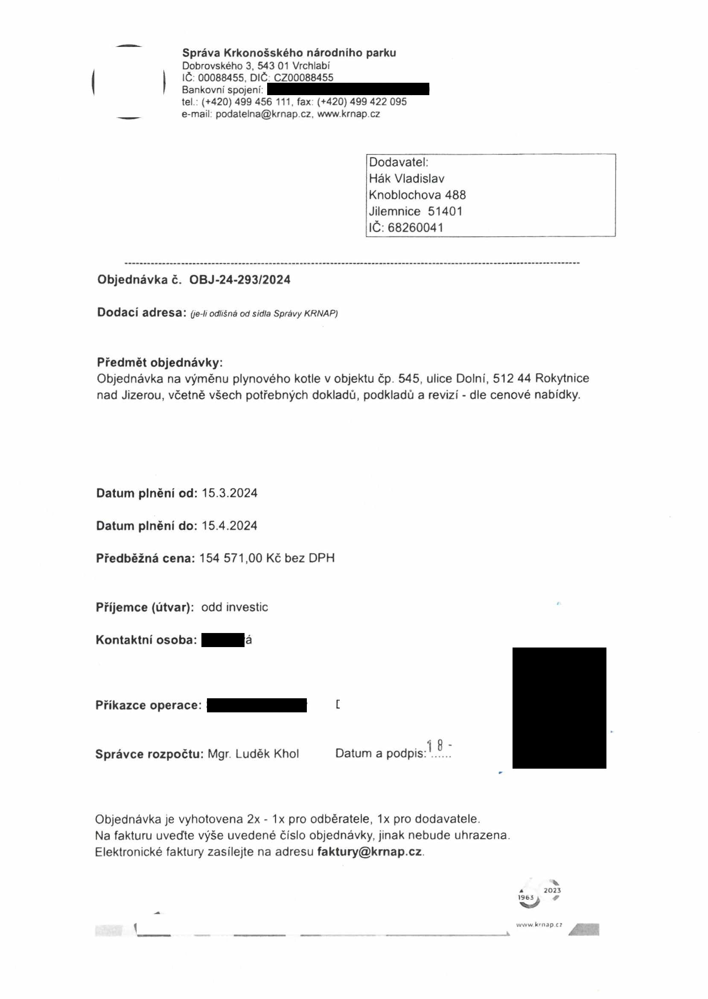 Správa Krkonošského národního parku
Dobrovského 3, 543 01 Vrchlabí
IČ: 00088455, DIČ: CZ00088455
Bankovní spojení:
tel.: (+420) 499 456 111, fax: (+420) 499 422 095
e-mail: podatelna@krnap.cz, www.krnap.cz
Dodavatel:
Hák Vladislav
Knoblochova 488
Jilemnice 51401
IČ: 68260041
Objednávka č. OBJ-24-293/2024
Dodací adresa: (je-li odlišná od sídla Správy KRNAP)
Předmět objednávky:
Objednávka na výměnu plynového kotle v objektu čp. 545, ulice Dolní, 512 44 Rokytnice
nad Jizerou, včetně všech potřebných dokladů, podkladů a revizí - dle cenové nabídky.
Datum plnění od: 15.3.2024
Datum plnění do: 15.4.2024
Předběžná cena: 154 571,00 Kč bez DPH
Příjemce (útvar): odd investic
Kontaktní osoba: á
Příkazce operace:
Správce rozpočtu: Mgr. Luděk Khol Datum a podpis: 18 -
Objednávka je vyhotovena 2x - 1x pro odběratele, 1x pro dodavatele.
Na fakturu uveďte výše uvedené číslo objednávky, jinak nebude uhrazena.
Elektronické faktury zasílejte na adresu faktury@krnap.cz.
1963 2023
www.krnap.cz